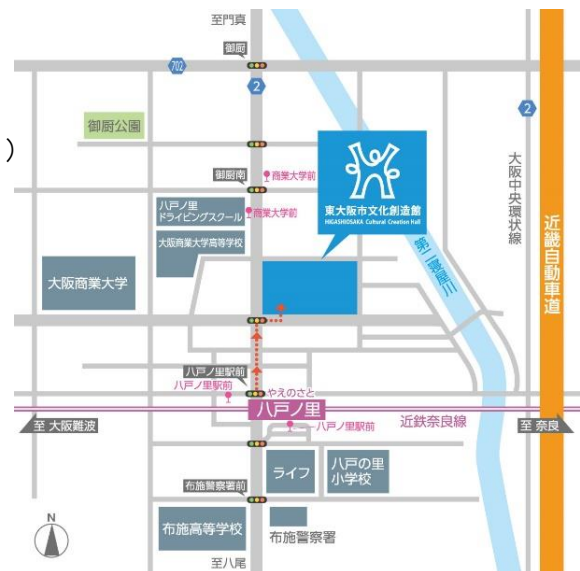 至門真
御厨
702
2
2
御厨公園
)
御厨南
商業大学前
八戸ノ里
ドライビングスクール
商業大学前
大阪商業大学高等学校
大阪商業大学
東大阪市文化創造館
HIGASHIOSAKA Cultural Creation Hall
大阪中央環状線
近畿自動車道
第二寝屋川
八戸ノ里駅前
八戸ノ里駅前
やえのさと
八戸ノ里
近鉄奈良線
至 大阪難波
至 奈良
八戸ノ里駅前
ライフ
八戸の里
小学校
布施警察署前
布施高等学校
布施警察署
N
至八尾